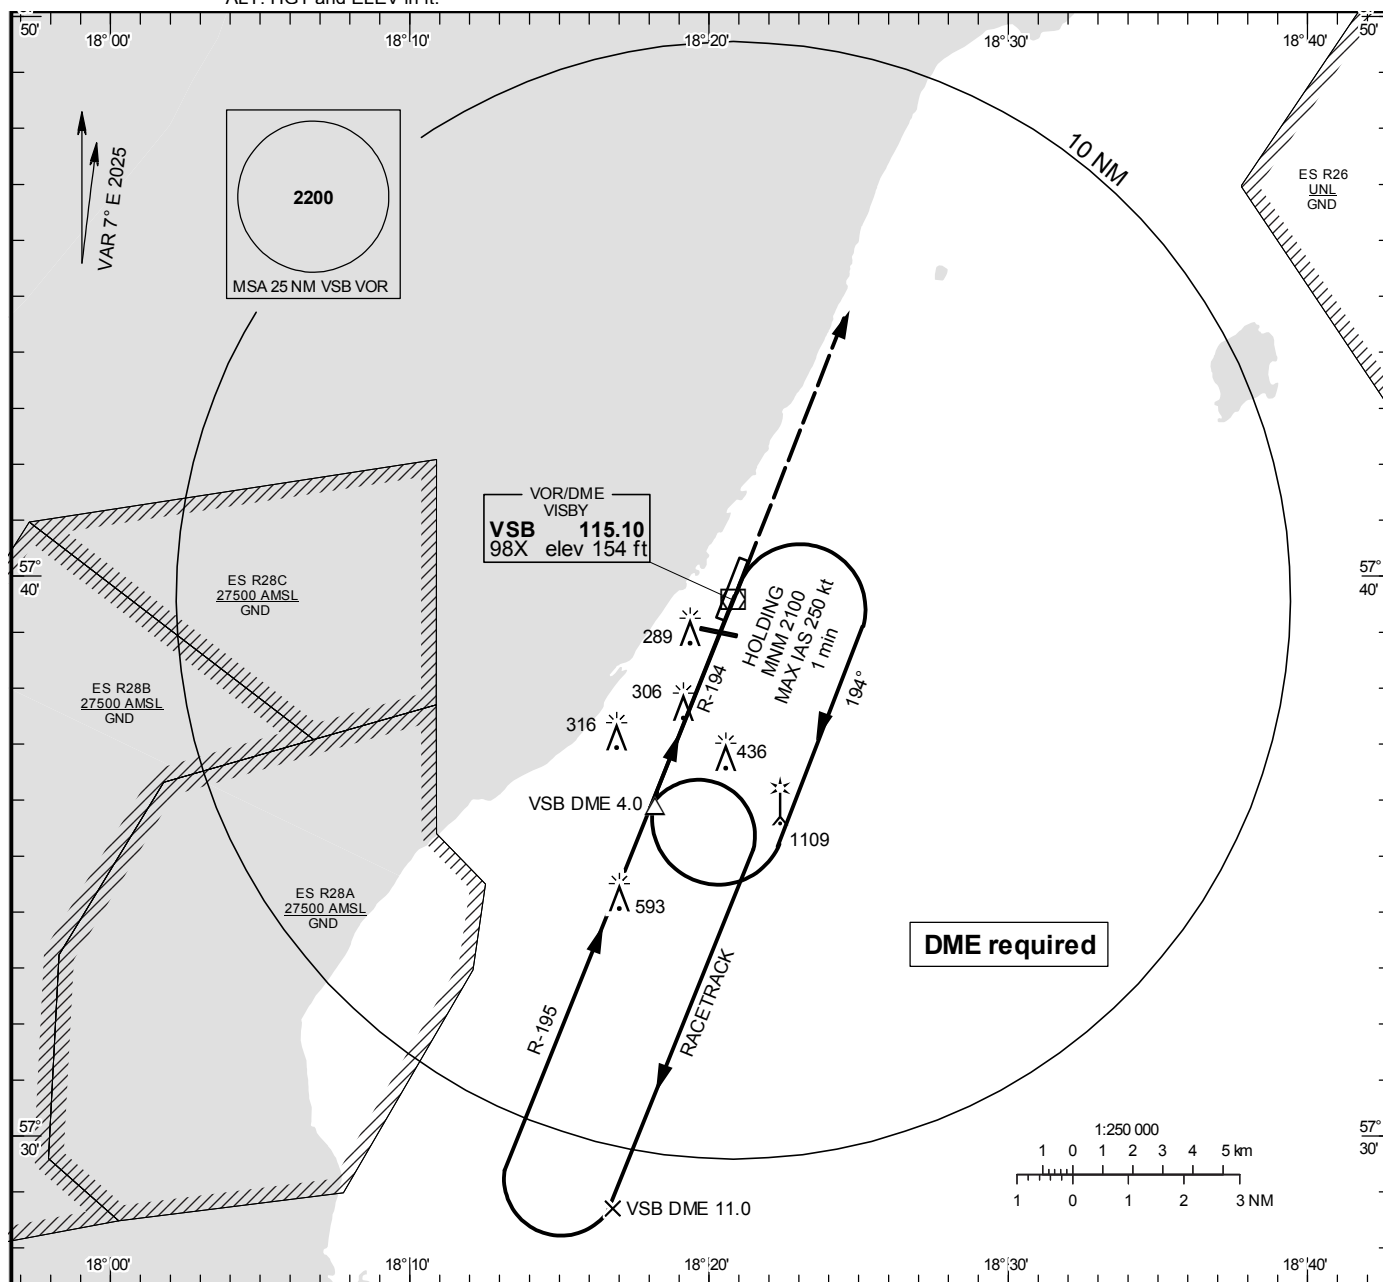 ALT. HGT and ELEV in ft.
50'
18° 00'
18° 10'
18° 20'
18° 30'
18° 40'
50'
VAR 7° E 2025
2200
MSA 25 NM VSB VOR
10 NM
ES R26
UNL
GND
VOR/DME
VISBY
VSB 115.10
98X elev 154 ft
57°
40'
57°
40'
ES R28C
27500 AMSL
GND
HOLDING
MNM 2100
MAX IAS 250 kt
1 min
289
R-194
194°
306
316
436
ES R28B
27500 AMSL
GND
VSB DME 4.0
1109
593
ES R28A
27500 AMSL
GND
DME required
RACETRACK
R-195
57°
30'
57°
30'
1:250 000
1 0 1 2 3 4 5 km
1 0 1 2 3 NM
VSB DME 11.0
18° 00'
18° 10'
18° 20'
18° 30'
18° 40'